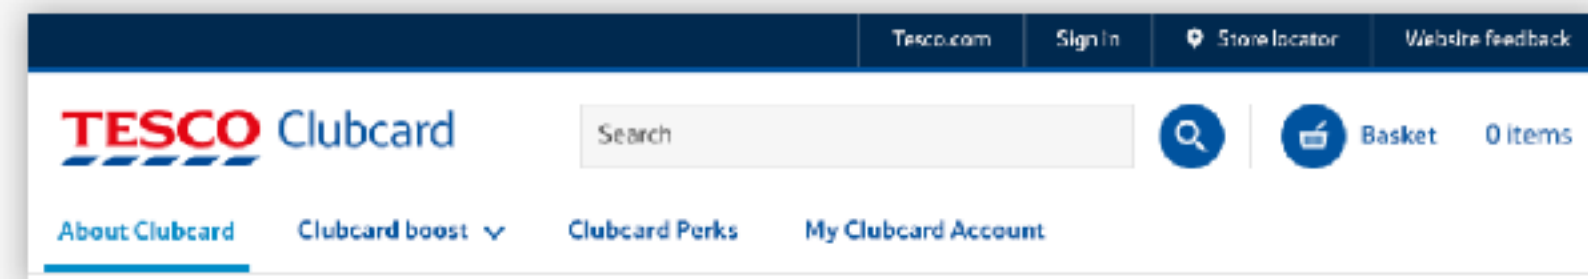 Tesco.com Sign in Store locator Website feedback
TESCO Clubcard Search Basket 0 items
About Clubcard Clubcard boost Clubcard Perks My Clubcard Account